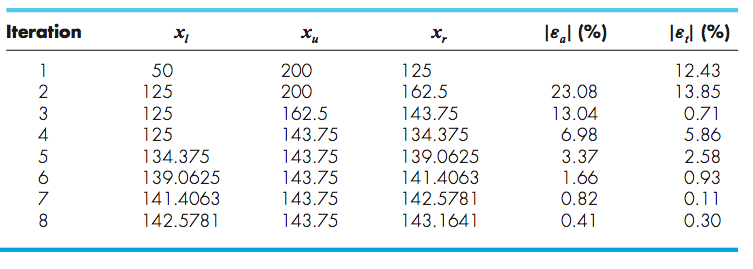 Iteration x_l x_u x_r |ε_a| (%) |ε_t| (%)
1 50 200 125 12.43
2 125 200 162.5 23.08 13.85
3 125 162.5 143.75 13.04 0.71
4 125 143.75 134.375 6.98 5.86
5 134.375 143.75 139.0625 3.37 2.58
6 139.0625 143.75 141.4063 1.66 0.93
7 141.4063 143.75 142.5781 0.82 0.11
8 142.5781 143.75 143.1641 0.41 0.30